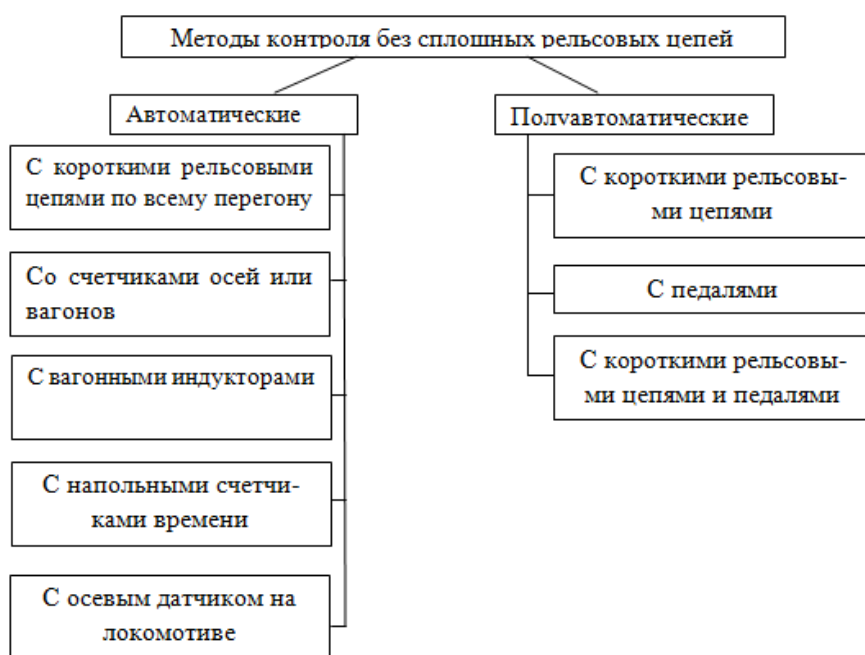 Методы контроля без сплошных рельсовых цепей
Автоматические
С короткими рельсовыми
цепями по всему перегону
Со счетчиками осей или
вагонов
С вагонными индукторами
С напольными счетчи-
ками времени
С осевым датчиком на
локомотиве
Полуавтоматические
С короткими рельсовы-
ми цепями
С педалями
С короткими рельсовы-
ми цепями и педалями